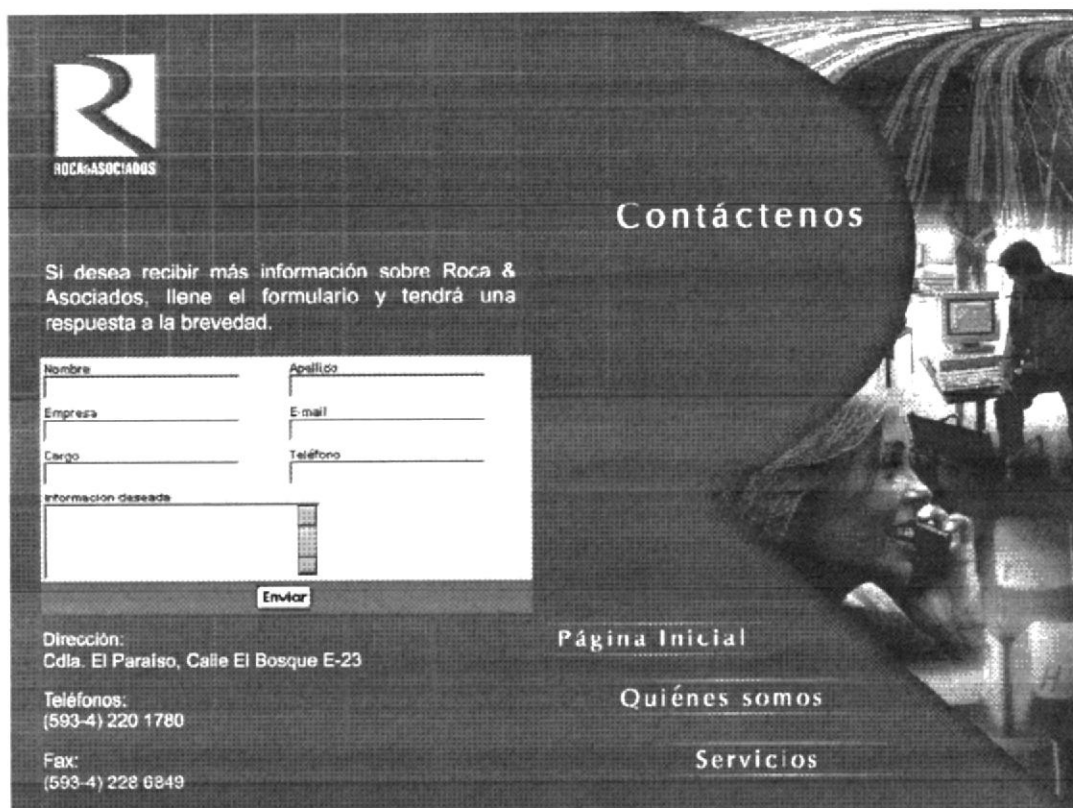 ROCA&ASOCIADOS
Contáctenos
Si desea recibir más información sobre Roca &
Asociados, llene el formulario y tendrá una
respuesta a la brevedad.
Nombre
Apellido
Empresa
E-mail
Cargo
Teléfono
Información deseada
Enviar
Dirección:
Cdla. El Paraíso, Calle El Bosque E-23
Teléfonos:
(593-4) 220 1780
Fax:
(593-4) 228 6849
Página Inicial
Quiénes somos
Servicios